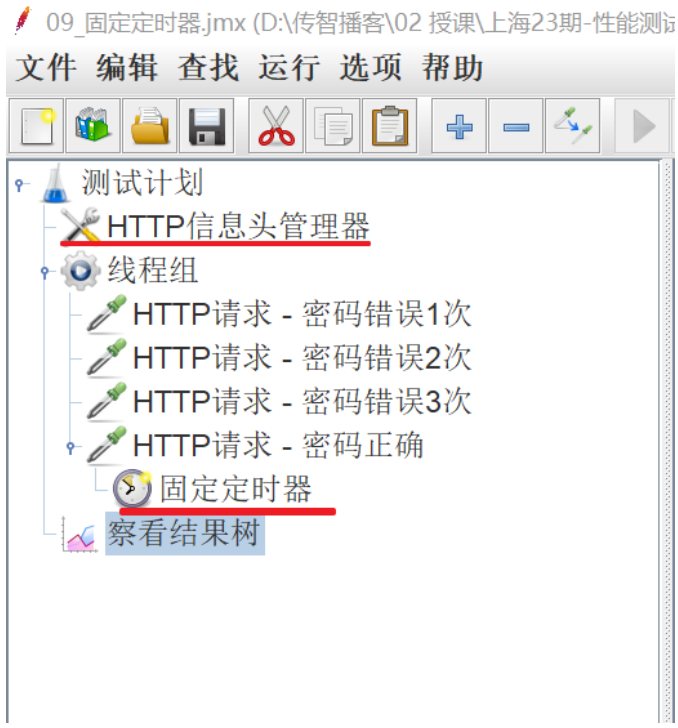 09_固定定时器.jmx (D:\传智播客\02 授课\上海23期-性能测试
文件 编辑 查找 运行 选项 帮助
测试计划
HTTP信息头管理器
线程组
HTTP请求 - 密码错误1次
HTTP请求 - 密码错误2次
HTTP请求 - 密码错误3次
HTTP请求 - 密码正确
固定定时器
察看结果树